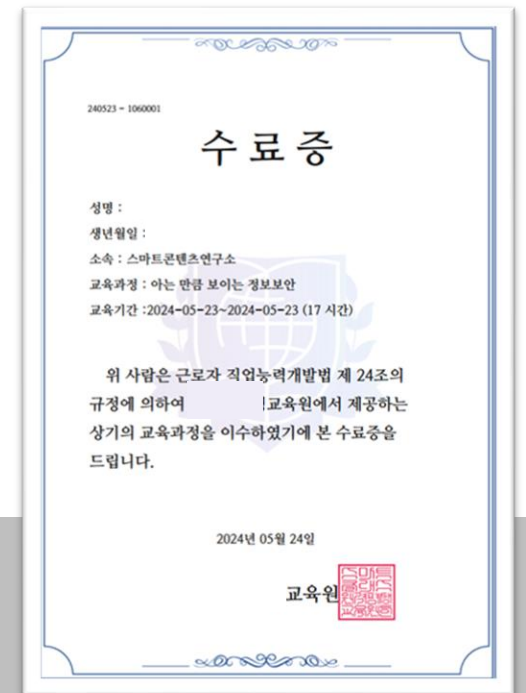 240523 - 1060001
수료증
성명 :
생년월일 :
소속 : 스마트콘텐츠연구소
교육과정 : 아는 만큼 보이는 정보보안
교육기간 :2024-05-23~2024-05-23 (17 시간)
위 사람은 근로자 직업능력개발법 제 24조의
규정에 의하여 교육원에서 제공하는
상기의 교육과정을 이수하였기에 본 수료증을
드립니다.
2024년 05월 24일
교육원